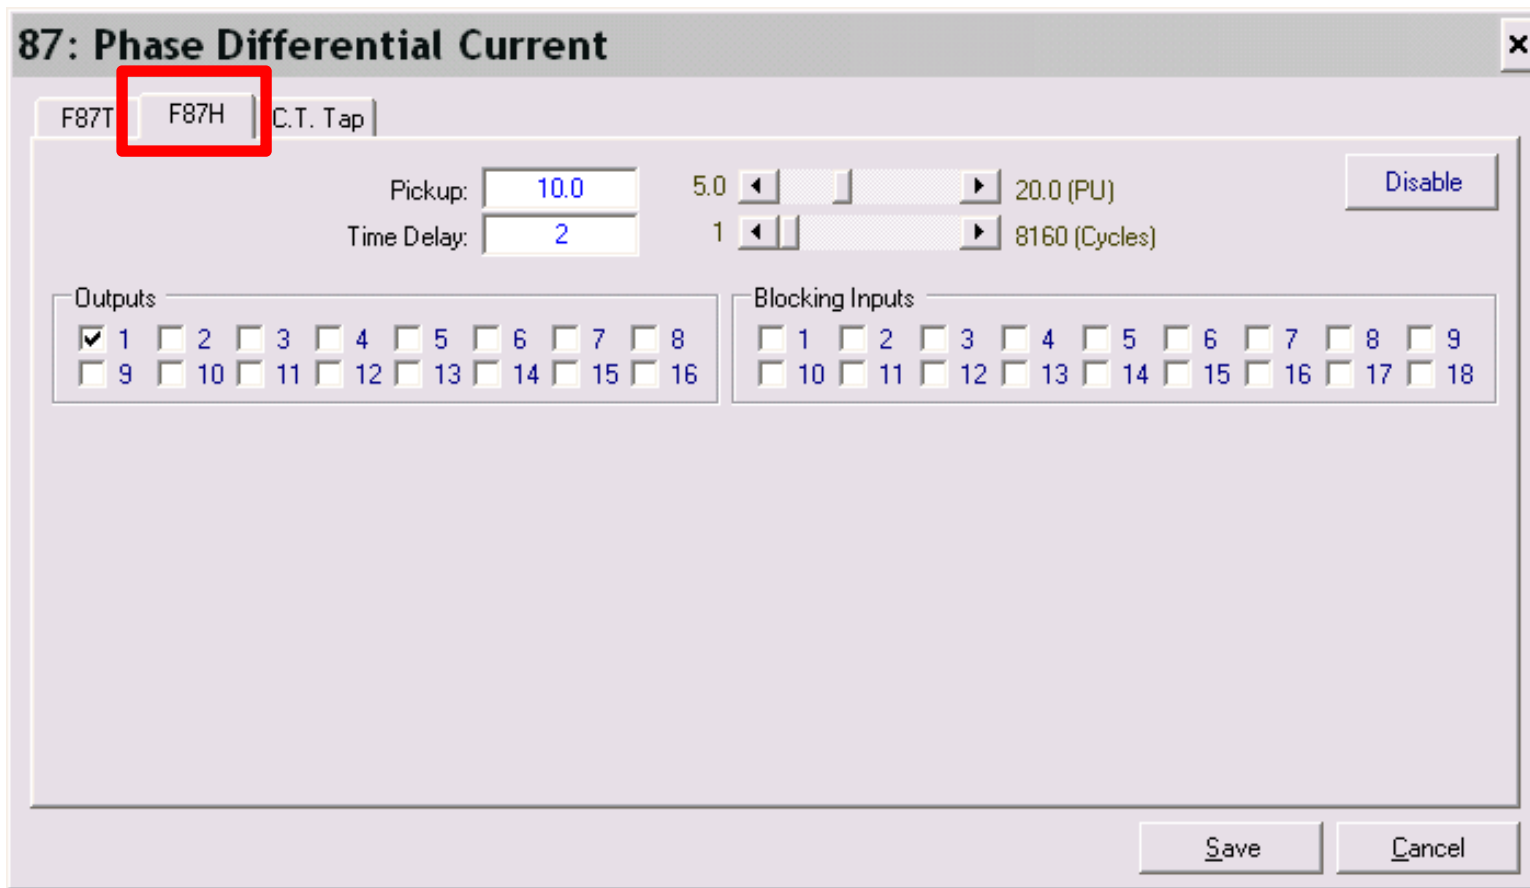 87: Phase Differential Current
F87T F87H C.T. Tap
Pickup: 10.0 5.0 20.0 (PU) Disable
Time Delay: 2 1 8160 (Cycles)
Outputs Blocking Inputs
1 2 3 4 5 6 7 8 1 2 3 4 5 6 7 8 9
9 10 11 12 13 14 15 16 10 11 12 13 14 15 16 17 18
Save Cancel